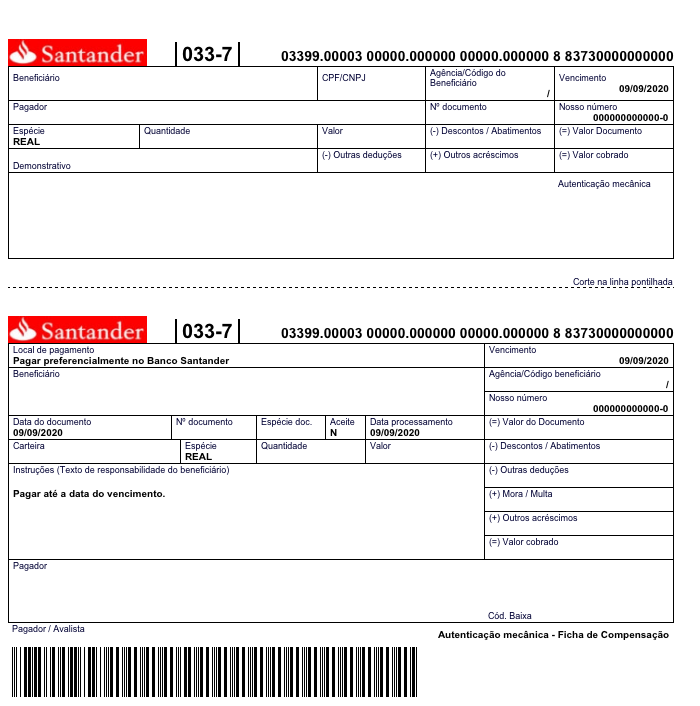 Santander 033-7 03399.00003 00000.000000 00000.000000 8 83730000000000
Beneficiário CPF/CNPJ Agência/Código do Beneficiário Vencimento
/ 09/09/2020
Pagador Nº documento Nosso número
000000000000-0
Espécie Quantidade Valor (-) Descontos / Abatimentos (=) Valor Documento
REAL
Demonstrativo (-) Outras deduções (+) Outros acréscimos (=) Valor cobrado
Autenticação mecânica
Corte na linha pontilhada
Santander 033-7 03399.00003 00000.000000 00000.000000 8 83730000000000
Local de pagamento Vencimento
Pagar preferencialmente no Banco Santander 09/09/2020
Beneficiário Agência/Código beneficiário
/
Nosso número
000000000000-0
Data do documento Nº documento Espécie doc. Aceite Data processamento (=) Valor do Documento
09/09/2020 N 09/09/2020
Carteira Espécie Quantidade Valor (-) Descontos / Abatimentos
REAL
Instruções (Texto de responsabilidade do beneficiário) (-) Outras deduções
Pagar até a data do vencimento. (+) Mora / Multa
(+) Outros acréscimos
(=) Valor cobrado
Pagador
Cód. Baixa
Pagador / Avalista
Autenticação mecânica - Ficha de Compensação